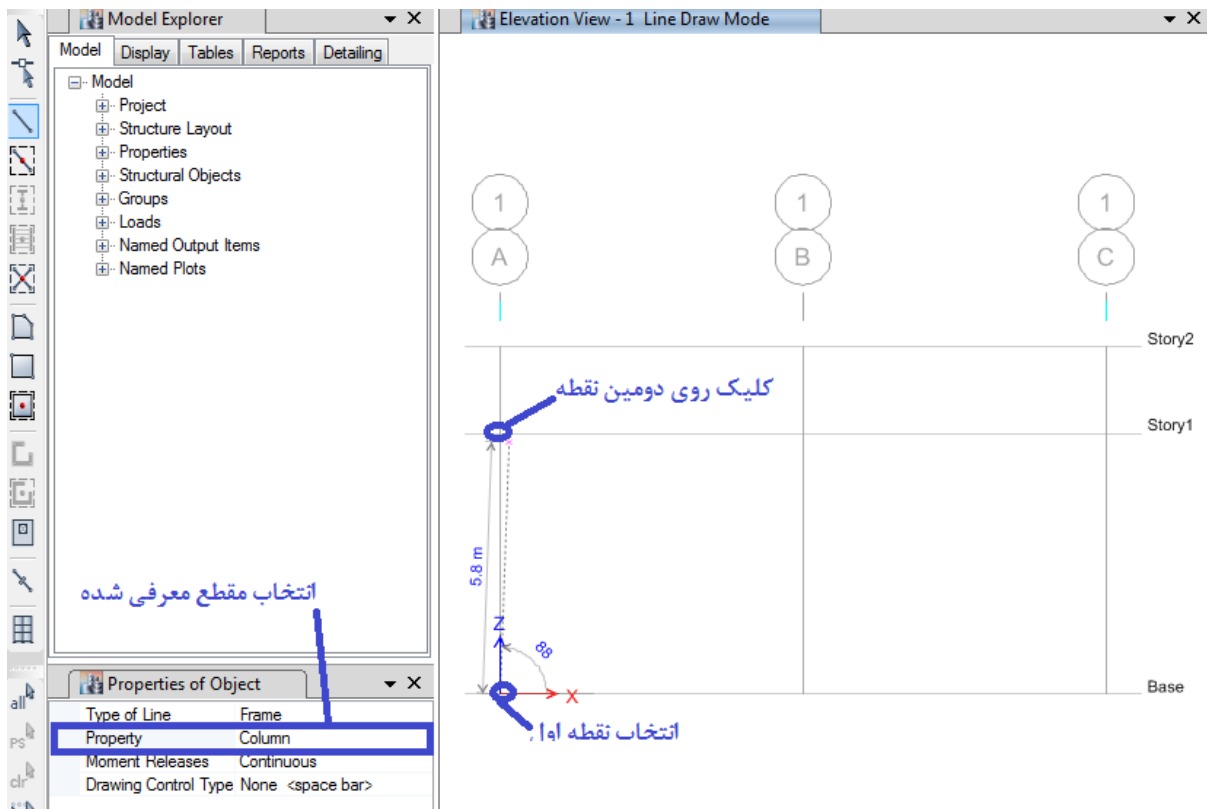 Model Explorer
Model Display Tables Reports Detailing
Model
Project
Structure Layout
Properties
Structural Objects
Groups
Loads
Named Output Items
Named Plots
انتخاب مقطع معرفی شده
all
PS
clr
Properties of Object
Type of Line Frame
Property Column
Moment Releases Continuous
Drawing Control Type None <space bar>
Elevation View - 1 Line Draw Mode
1 1 1
A B C
Story2
کلیک روی دومین نقطه
Story1
5.8 m
Z
88
X
Base
انتخاب نقطه اول